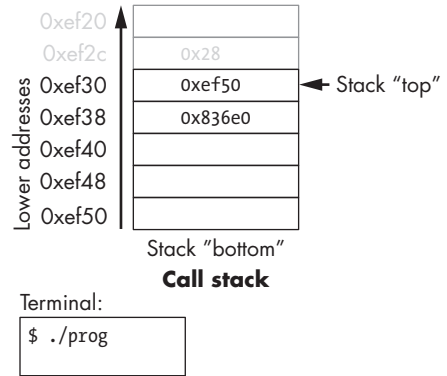 0xef20
0xef2c 0x28
0xef30 0xef50 Stack “top”
0xef38 0x836e0
0xef40
0xef48
0xef50
Lower addresses
Stack “bottom”
Call stack
Terminal:
$ ./prog